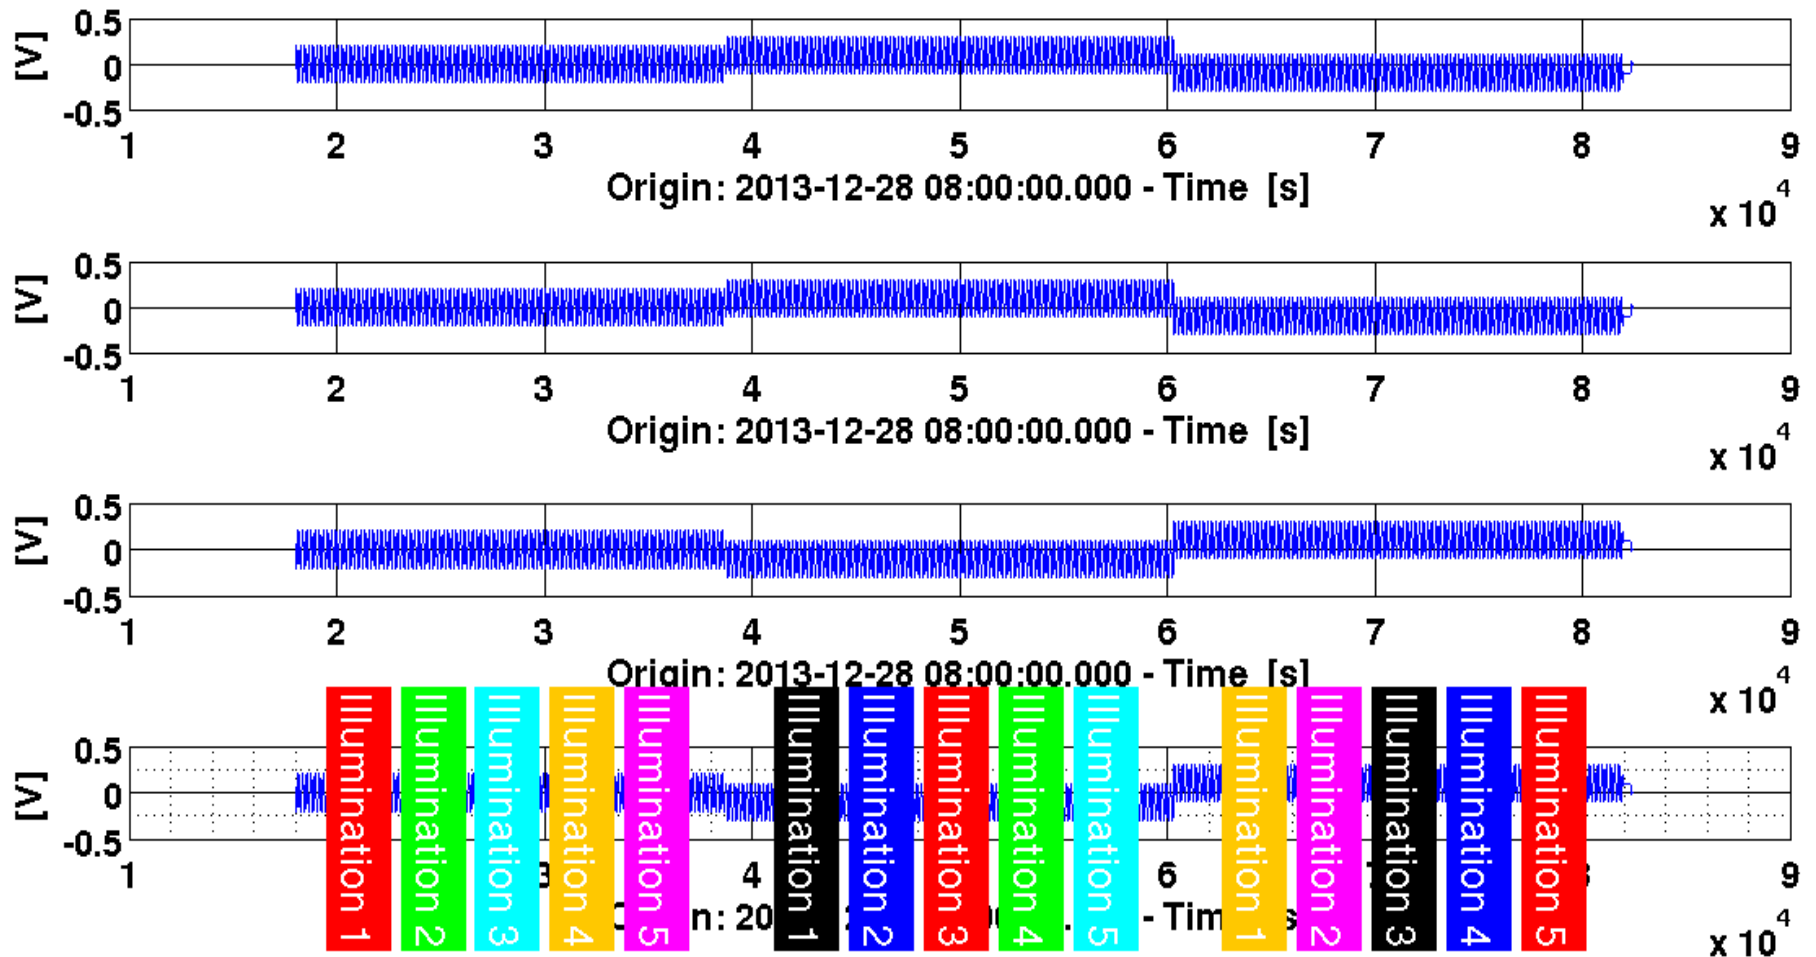 0.5
[V]
0
-0.5
1 2 3 4 5 6 7 8 9
Origin: 2013-12-28 08:00:00.000 - Time [s]
x 10^4
0.5
[V]
0
-0.5
1 2 3 4 5 6 7 8 9
Origin: 2013-12-28 08:00:00.000 - Time [s]
x 10^4
0.5
[V]
0
-0.5
1 2 3 4 5 6 7 8 9
Origin: 2013-12-28 08:00:00.000 - Time [s]
x 10^4
0.5
[V]
0
-0.5
1 3 4 6 9
- Time [s]
x 10^4
Illumination 1
Illumination 2
Illumination 3
Illumination 4
Illumination 5
Illumination 1
Illumination 2
Illumination 3
Illumination 4
Illumination 5
Illumination 1
Illumination 2
Illumination 3
Illumination 4
Illumination 5